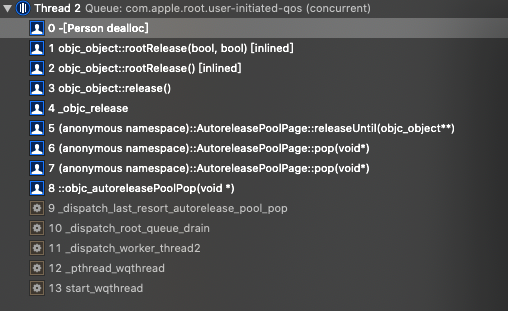 Thread 2 Queue: com.apple.root.user-initiated-qos (concurrent)
0 -[Person dealloc]
1 objc_object::rootRelease(bool, bool) [inlined]
2 objc_object::rootRelease() [inlined]
3 objc_object::release()
4 _objc_release
5 (anonymous namespace)::AutoreleasePoolPage::releaseUntil(objc_object**)
6 (anonymous namespace)::AutoreleasePoolPage::pop(void*)
7 (anonymous namespace)::AutoreleasePoolPage::pop(void*)
8 ::objc_autoreleasePoolPop(void *)
9 _dispatch_last_resort_autorelease_pool_pop
10 _dispatch_root_queue_drain
11 _dispatch_worker_thread2
12 _pthread_wqthread
13 start_wqthread